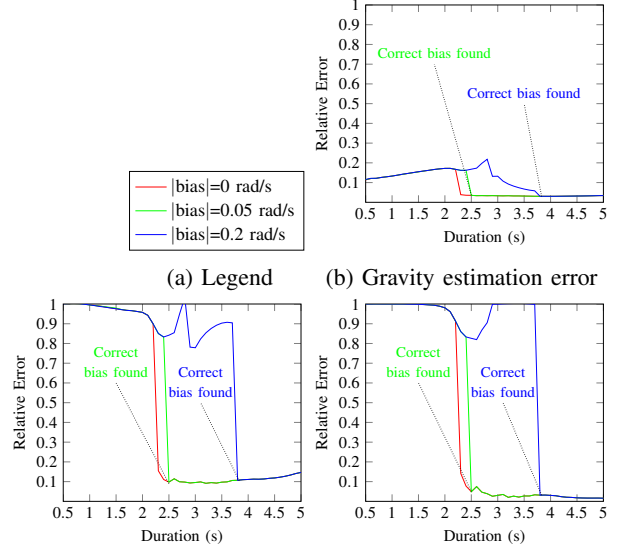 1
0.9
0.8
0.7
0.6
0.5
0.4
0.3
0.2
0.1
Relative Error
Correct bias found
Correct bias found
0.5 1 1.5 2 2.5 3 3.5 4 4.5 5
Duration (s)
|bias|=0 rad/s
|bias|=0.05 rad/s
|bias|=0.2 rad/s
(a) Legend
(b) Gravity estimation error
1
0.9
0.8
0.7
0.6
0.5
0.4
0.3
0.2
0.1
Relative Error
Correct
bias found
Correct
bias found
0.5 1 1.5 2 2.5 3 3.5 4 4.5 5
Duration (s)
1
0.9
0.8
0.7
0.6
0.5
0.4
0.3
0.2
0.1
Relative Error
Correct
bias found
Correct
bias found
0.5 1 1.5 2 2.5 3 3.5 4 4.5 5
Duration (s)